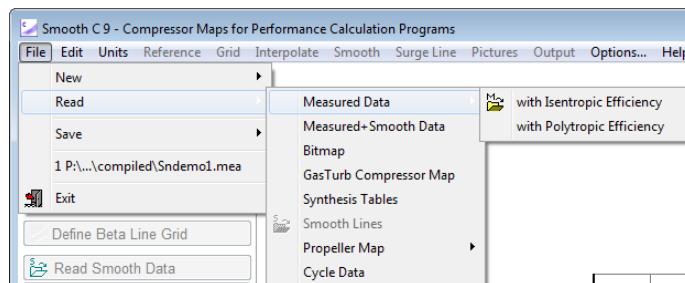 Smooth C 9 - Compressor Maps for Performance Calculation Programs
File Edit Units Reference Grid Interpolate Smooth Surge Line Pictures Output Options... Help
New
Read
Save
1 P:\...\compiled\Sndemo1.mea
Exit
Measured Data
Measured+Smooth Data
Bitmap
GasTurb Compressor Map
Synthesis Tables
Smooth Lines
Propeller Map
Cycle Data
with Isentropic Efficiency
with Polytropic Efficiency
Define Beta Line Grid
Read Smooth Data